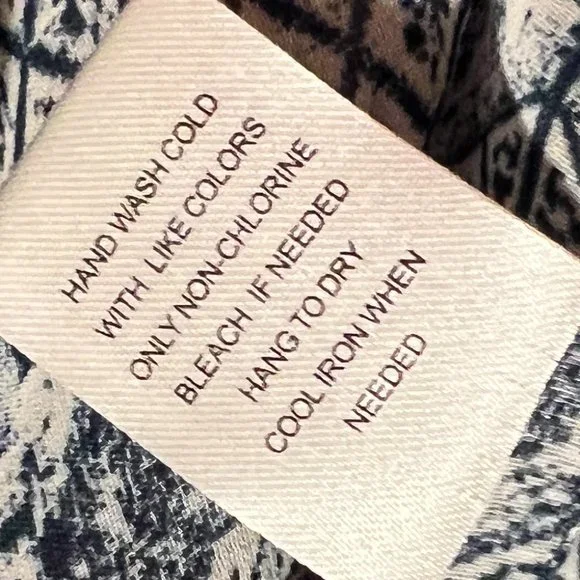 HAND WASH COLD
WITH LIKE COLORS
ONLY NON-CHLORINE
BLEACH IF NEEDED
HANG TO DRY
COOL IRON WHEN
NEEDED